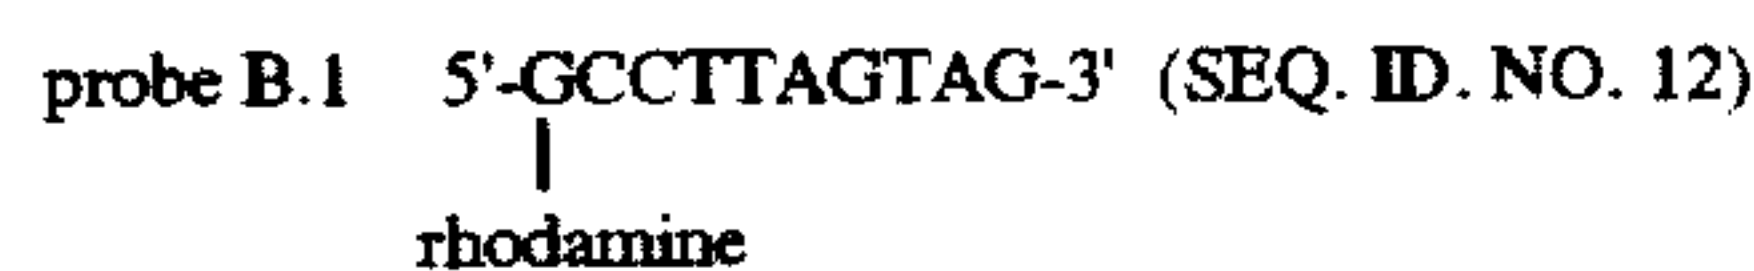 probe B.1 5'-GCCTTAGTAG-3' (SEQ. ID. NO. 12)
rhodamine